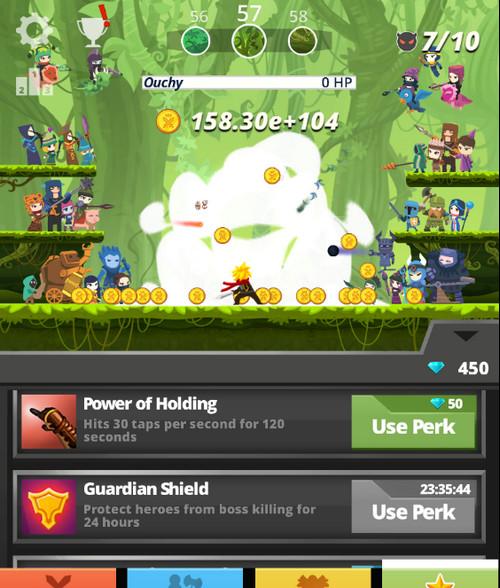 56 57 58
7/10
Ouchy 0 HP
158.30e+104
450
Power of Holding
Hits 30 taps per second for 120
seconds
50
Use Perk
Guardian Shield
Protect heroes from boss killing for
24 hours
23:35:44
Use Perk